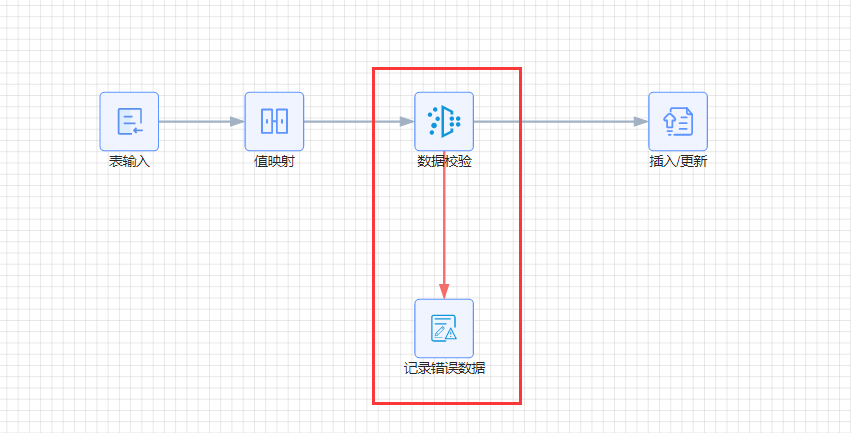 表输入
值映射
数据校验
插入/更新
记录错误数据